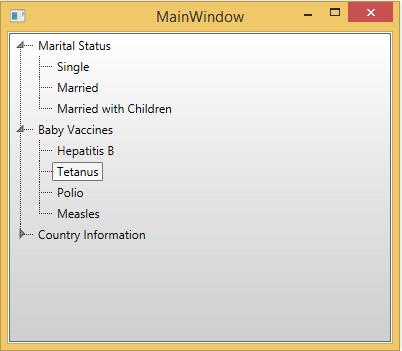 MainWindow
Marital Status
Single
Married
Married with Children
Baby Vaccines
Hepatitis B
Tetanus
Polio
Measles
Country Information